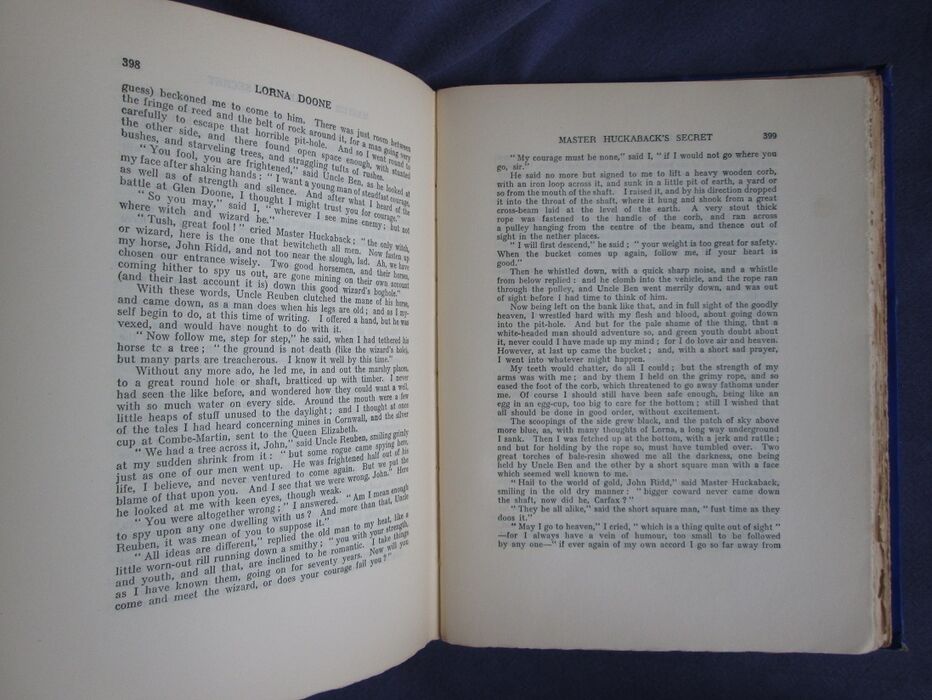 398
LORNA DOONE
guess) beckoned me to come to him. There was just room between
the fringe of reed and the belt of rock around it, for a man going very
carefully to escape that horrible pit-hole. And so I went round to
the other side, and there found open space enough, with stunted
bushes, and starveling trees, and straggling tufts of rushes.
"You fool, you are frightened," said Uncle Ben, as he looked at
my face after shaking hands: "I want a young man of steadfast courage,
as well as of strength and silence. And after what I heard of the
battle at Glen Doone, I thought I might trust you for courage."
"So you may," said I, "wherever I see mine enemy; but not
where witch and wizard be."
"Tush, great fool!" cried Master Huckaback; "the only witch,
or wizard, here is the one that bewitcheth all men. Now fasten up
my horse, John Ridd, and not too near the slough, lad. Ah, we have
chosen our entrance wisely. Two good horsemen, and their horses,
coming hither to spy us out, are gone mining on their own account
(and their last account it is) down this good wizard's boghole."
With these words, Uncle Reuben clutched the mane of his horse,
and came down, as a man does when his legs are old; and as I my-
self begin to do, at this time of writing. I offered a hand, but he was
vexed, and would have nought to do with it.
"Now follow me, step for step," he said, when I had tethered his
horse to a tree; "the ground is not death (like the wizard's hole),
but many parts are treacherous. I know it well by this time."
Without any more ado, he led me, in and out the marshy places,
to a great round hole or shaft, bratticed up with timber. I never
had seen the like before, and wondered how they could want a well,
with so much water on every side. Around the mouth were a few
little heaps of stuff unused to the daylight; and I thought at once
of the tales I had heard concerning mines in Cornwall, and the silver
cup at Combe-Martin, sent to the Queen Elizabeth.
"We had a tree across it, John," said Uncle Reuben, smiling grimly
at my sudden shrink from it: "but some rogue came spying here,
just as one of our men went up. He was frightened half out of his
life, I believe, and never ventured to come again. But we put the
blame of that upon you. And I see that we were wrong, John." Here
he looked at me with keen eyes, though weak.
"You were altogether wrong;" I answered. "Am I mean enough
to spy upon any one dwelling with us? And more than that, Uncle
Reuben, it was mean of you to suppose it."
"All ideas are different," replied the old man to my heat, like a
little worn-out rill running down a smithy; "you with your strength,
and youth, and all that, are inclined to be romantic. I take things
as I have known them, going on for seventy years. Now will you
come and meet the wizard, or does your courage fail you?"
MASTER HUCKABACK'S SECRET 399
"My courage must be none," said I, "if I would not go where you
go, sir."
He said no more but signed to me to lift a heavy wooden corb,
with an iron loop across it, and sunk in a little pit of earth, a yard or
so from the mouth of the shaft. I raised it, and by his direction dropped
it into the throat of the shaft, where it hung and shook from a great
cross-beam laid at the level of the earth. A very stout thick
rope was fastened to the handle of the corb, and ran across
a pulley hanging from the centre of the beam, and thence out of
sight in the nether places.
"I will first descend," he said; "your weight is too great for safety.
When the bucket comes up again, follow me, if your heart is
good."
Then he whistled down, with a quick sharp noise, and a whistle
from below replied: and he clomb into the vehicle, and the rope ran
through the pulley, and Uncle Ben went merrily down, and was out
of sight before I had time to think of him.
Now being left on the bank like that, and in full sight of the goodly
heaven, I wrestled hard with my flesh and blood, about going down
into the pit-hole. And but for the pale shame of the thing, that a
white-headed man should adventure so, and green youth doubt about
it, never could I have made up my mind; for I do love air and heaven.
However, at last up came the bucket; and, with a short sad prayer,
I went into whatever might happen.
My teeth would chatter, do all I could; but the strength of my
arms was with me; and by them I held on the grimy rope, and so
eased the foot of the corb, which threatened to go away fathoms under
me. Of course I should still have been safe enough, being like an
egg in an egg-cup, too big to care for the bottom; still I wished that
all should be done in good order, without excitement.
The scoopings of the side grew black, and the patch of sky above
more blue, as, with many thoughts of Lorna, a long way underground
I sank. Then I was fetched up at the bottom, with a jerk and rattle;
and but for holding by the rope so, must have tumbled over. Two
great torches of bale-resin showed me all the darkness, one being
held by Uncle Ben and the other by a short square man with a face
which seemed well known to me.
"Hail to the world of gold, John Ridd," said Master Huckaback,
smiling in the old dry manner: "bigger coward never came down
the shaft, now did he, Carfax?"
"They be all alike," said the short square man, "fust time as they
doos it."
"May I go to heaven," I cried, "which is a thing quite out of sight"
—for I always have a vein of humour, too small to be followed
by any one—"if ever again of my own accord I go so far away from